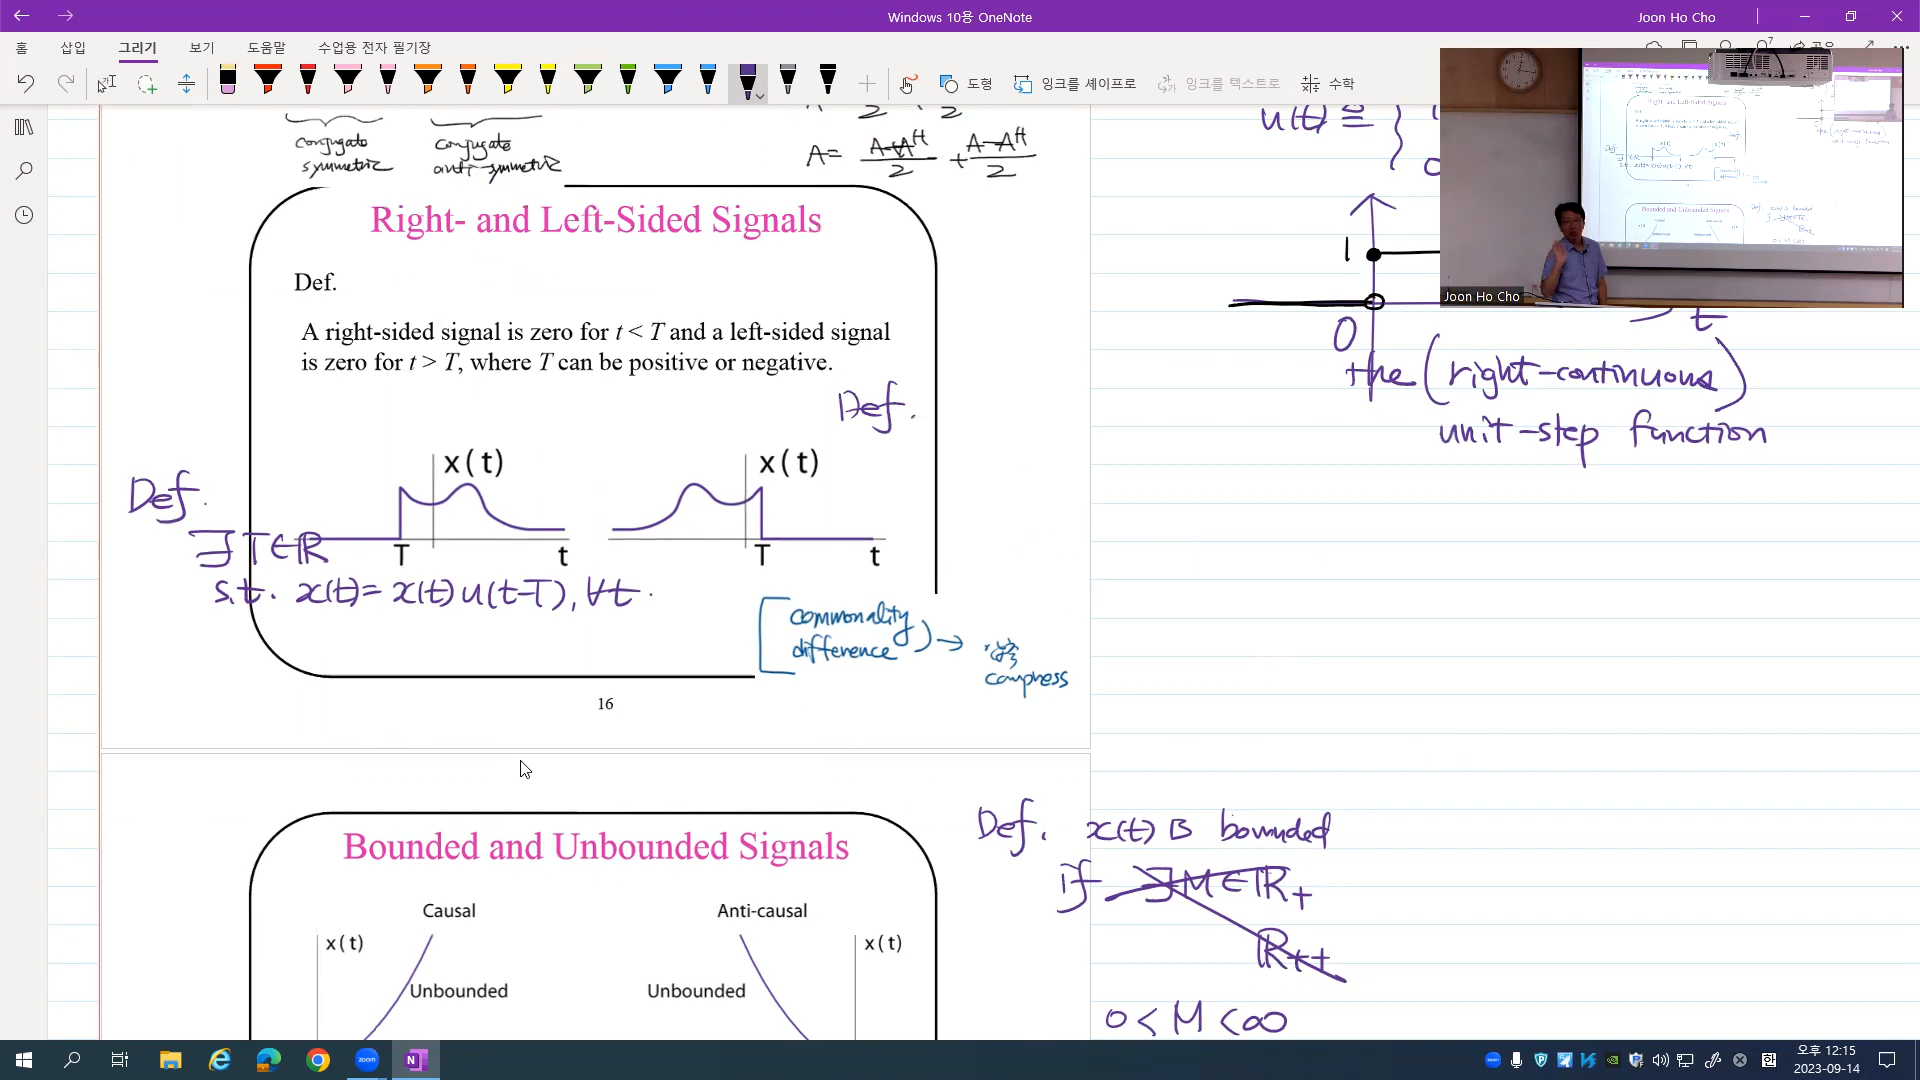 Windows 10용 OneNote
Joon Ho Cho
홈 삽입 그리기 보기 도움말 수업용 전자 필기장
도형 잉크를 셰이프로 잉크를 텍스트로 수학
conjugate symmetric
conjugate anti-symmetric
2 2
A= A-A^H/2 + A-A^H/2
Right- and Left-Sided Signals
Def.
A right-sided signal is zero for t < T and a left-sided signal
is zero for t > T, where T can be positive or negative.
Def.
x(t) x(t)
Def.
∃T∈ℝ
T t T t
s.t. x(t)= x(t)u(t-T), ∀t.
commonality
difference →
compress
16
u(t) ≅ {
1
0
t
the (right-continuous)
unit-step function
Joon Ho Cho
Bounded and Unbounded Signals
Causal Anti-causal
x(t) x(t)
Unbounded Unbounded
Def. x(t) is bounded
if ∃M∈ℝ+
ℝ++
0 < M < ∞
오후 12:15
2023-09-14